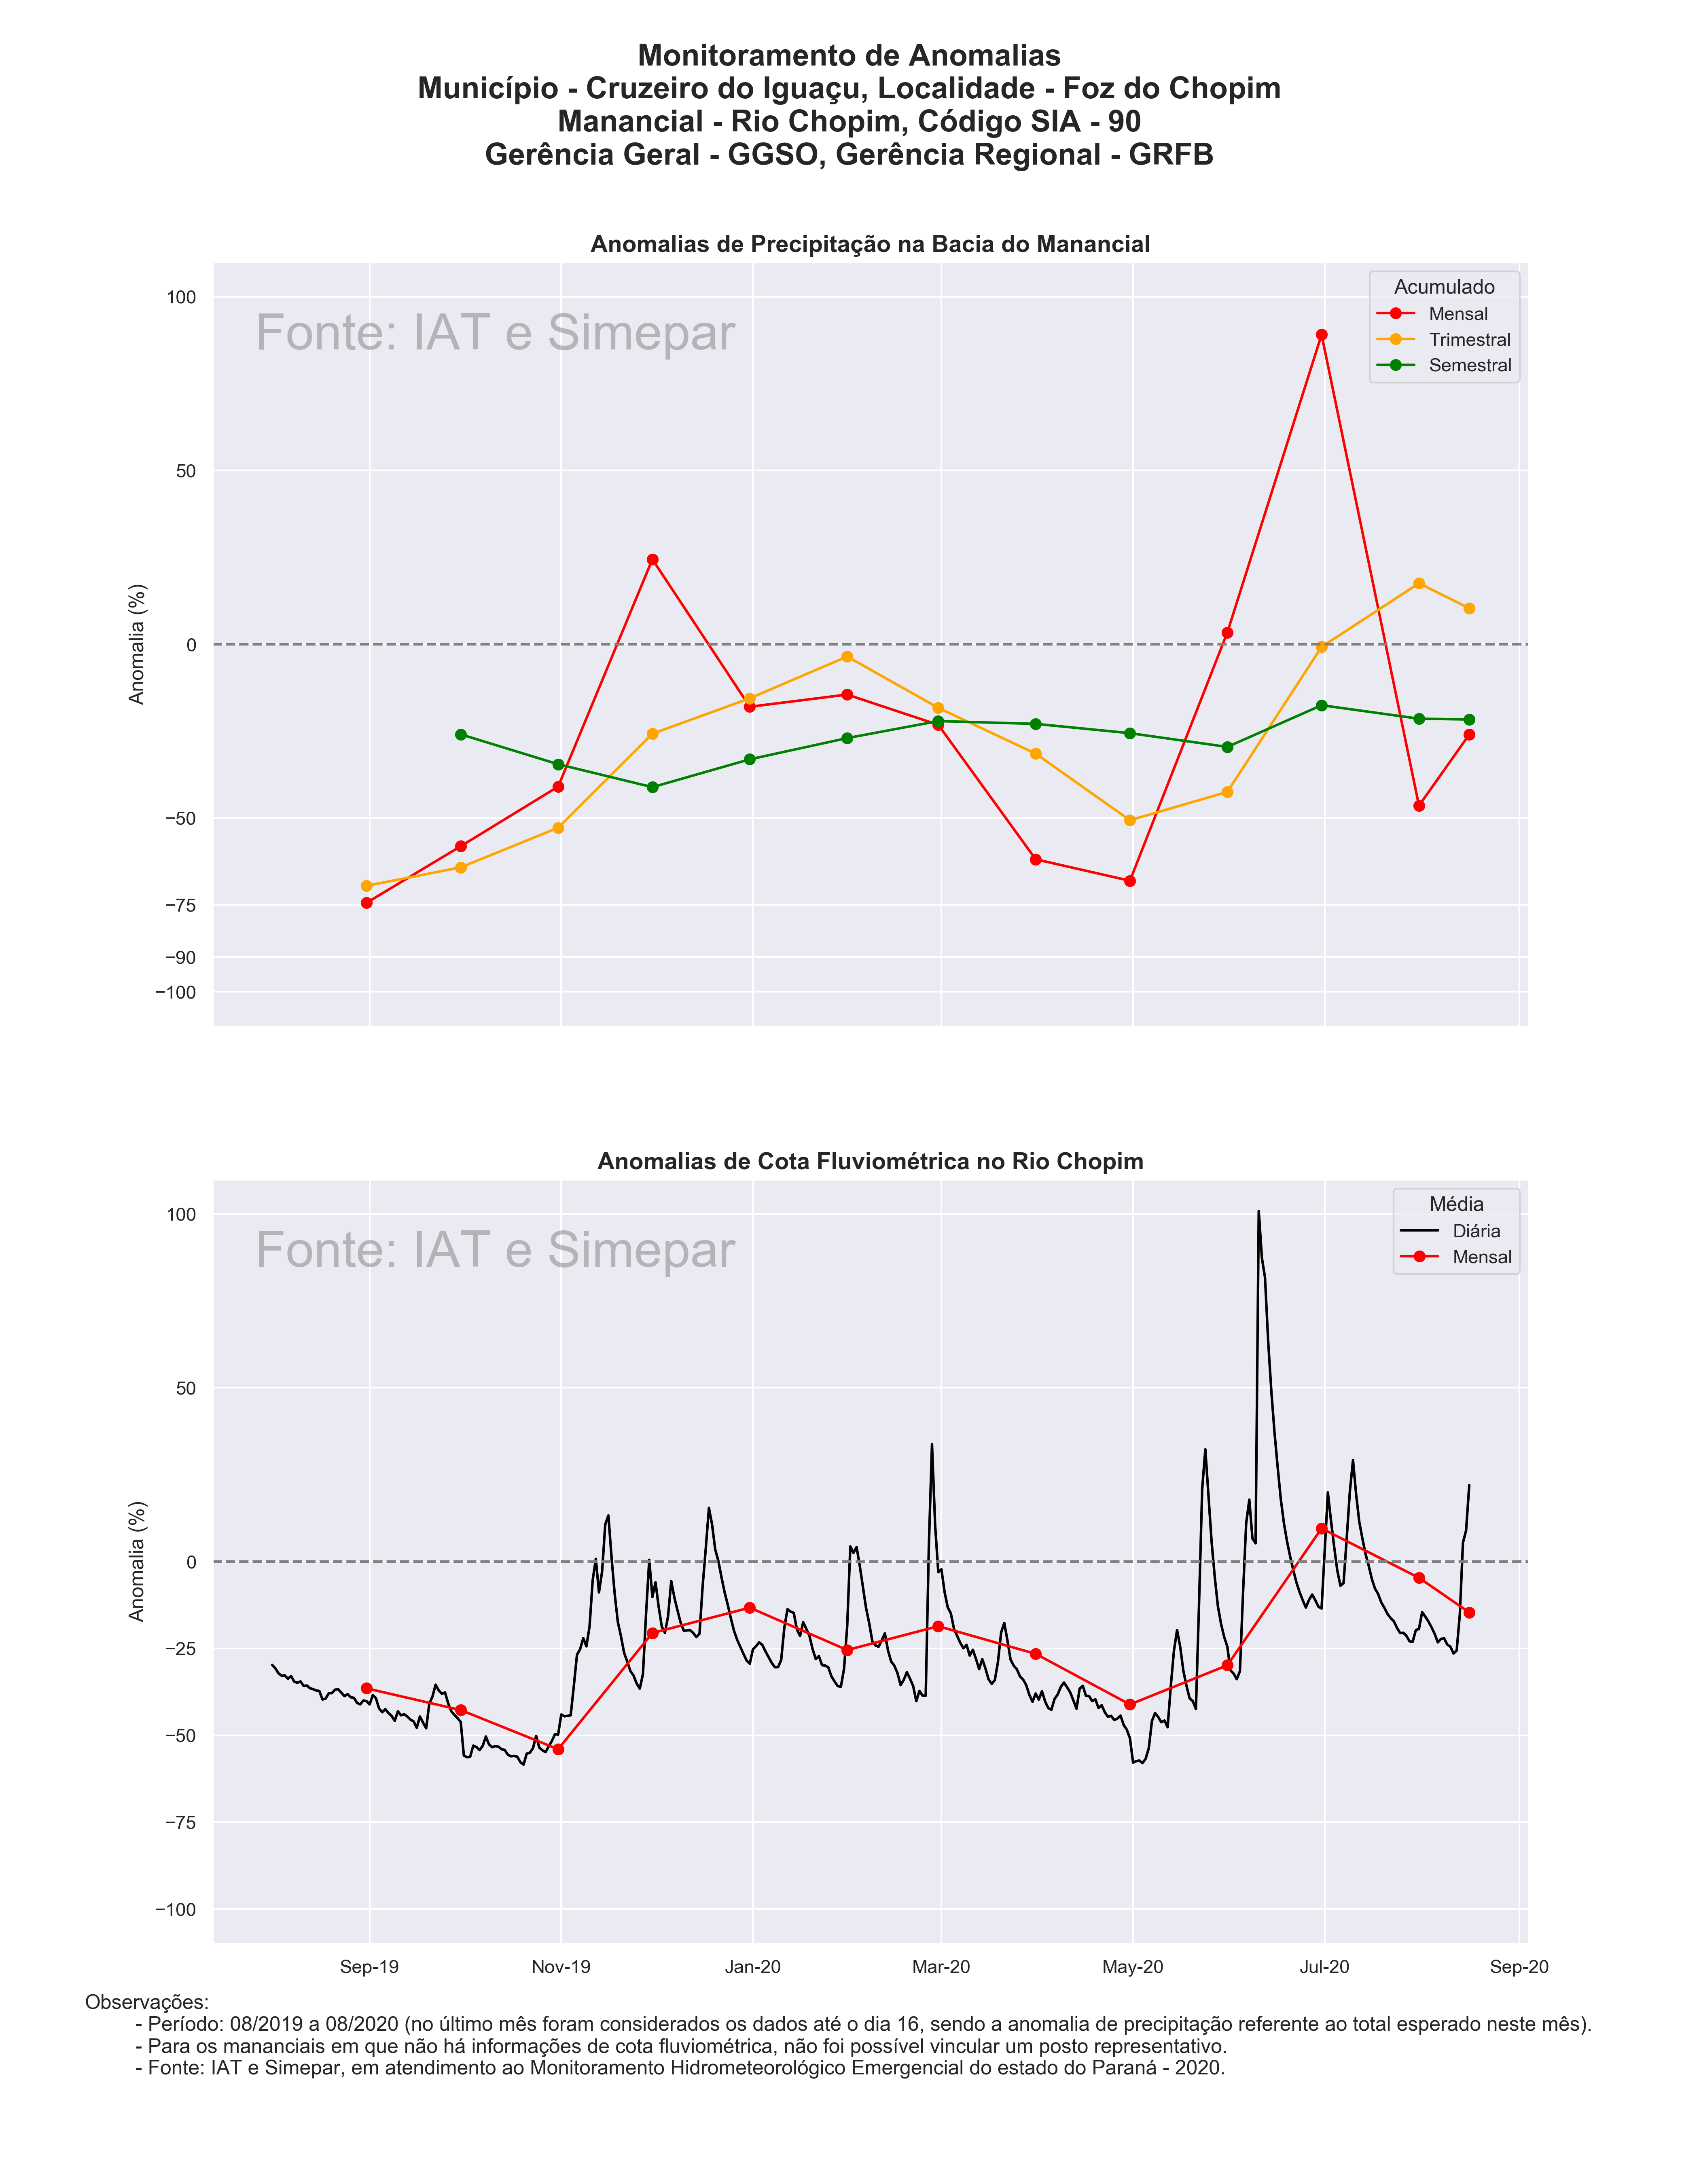 Monitoramento de Anomalias
Município - Cruzeiro do Iguaçu, Localidade - Foz do Chopim
Manancial - Rio Chopim, Código SIA - 90
Gerência Geral - GGSO, Gerência Regional - GRFB
Anomalias de Precipitação na Bacia do Manancial
Fonte: IAT e Simepar
Acumulado
Mensal
Trimestral
Semestral
Anomalia (%)
100
50
0
−50
−75
−90
−100
Anomalias de Cota Fluviométrica no Rio Chopim
Fonte: IAT e Simepar
Média
Diária
Mensal
Anomalia (%)
100
50
0
−25
−50
−75
−100
Sep-19 Nov-19 Jan-20 Mar-20 May-20 Jul-20 Sep-20
Observações:
- Período: 08/2019 a 08/2020 (no último mês foram considerados os dados até o dia 16, sendo a anomalia de precipitação referente ao total esperado neste mês).
- Para os mananciais em que não há informações de cota fluviométrica, não foi possível vincular um posto representativo.
- Fonte: IAT e Simepar, em atendimento ao Monitoramento Hidrometeorológico Emergencial do estado do Paraná - 2020.